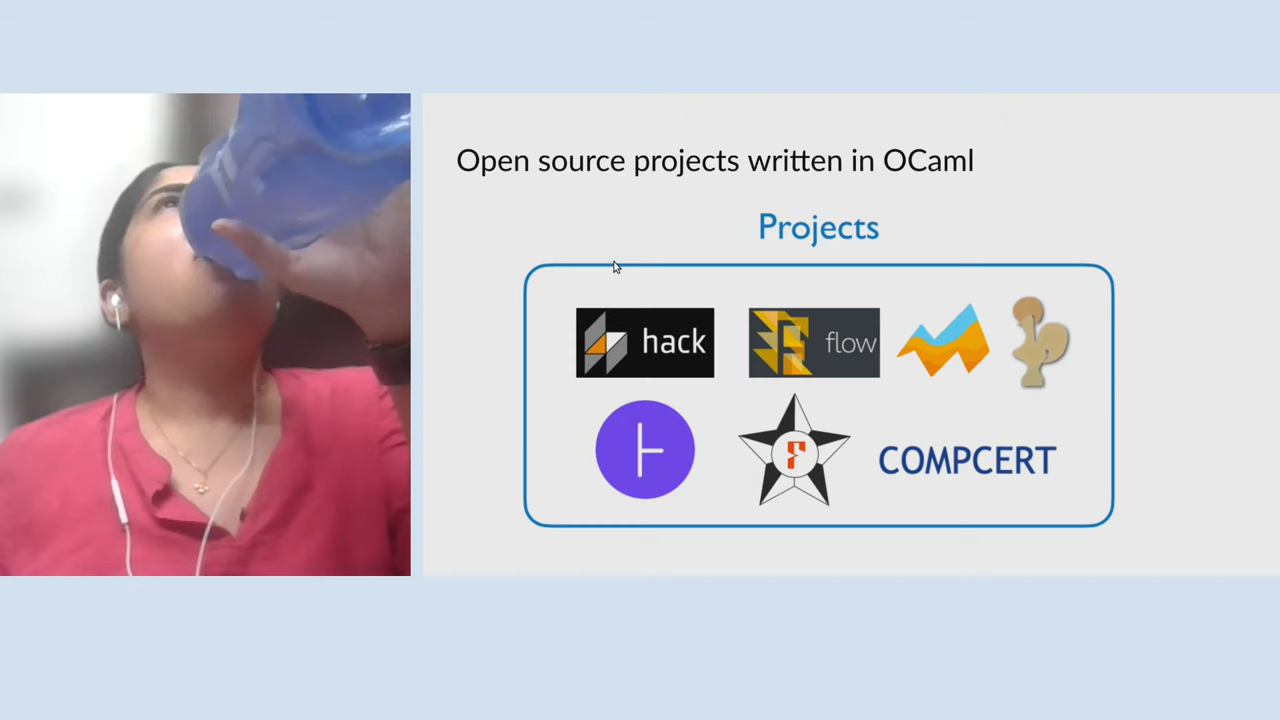 Open source projects written in OCaml
Projects
hack
flow
F
COMPCERT